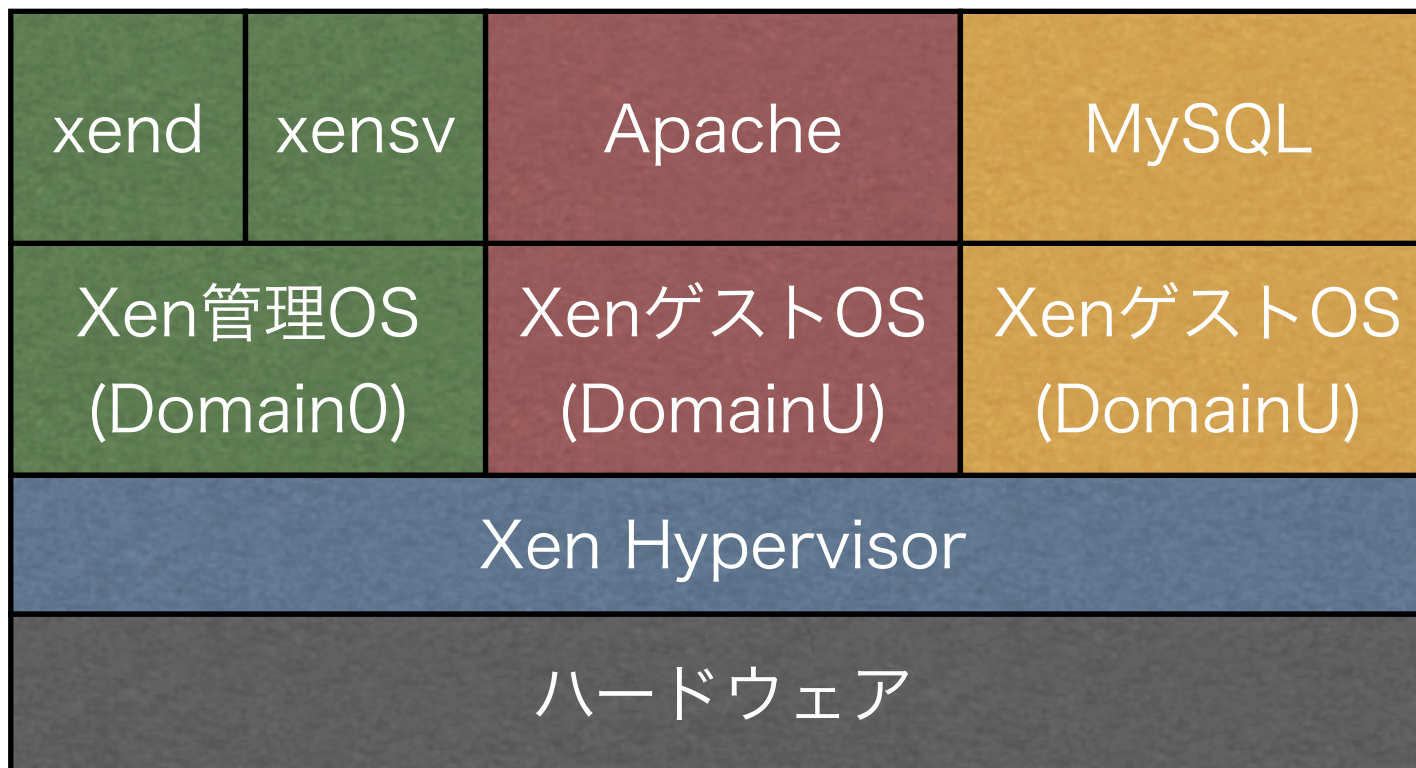 xend
xensv
Apache
MySQL
Xen管理OS
(Domain0)
XenゲストOS
(DomainU)
XenゲストOS
(DomainU)
Xen Hypervisor
ハードウェア